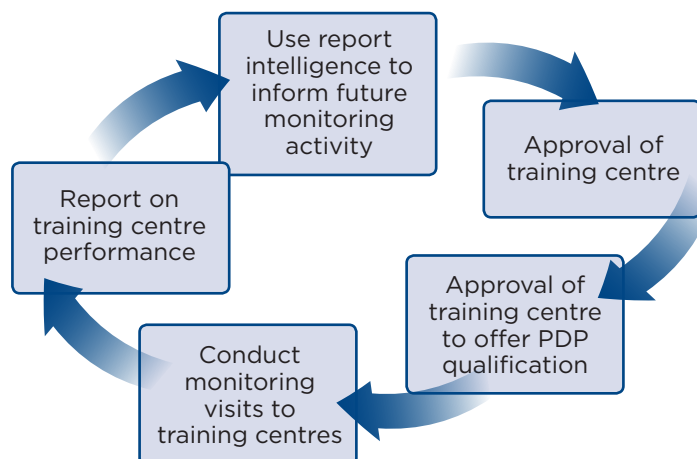 Use report
intelligence to
inform future
monitoring
activity
Approval of
training centre
Approval of
training centre
to offer PDP
qualification
Conduct
monitoring
visits to
training centres
Report on
training centre
performance